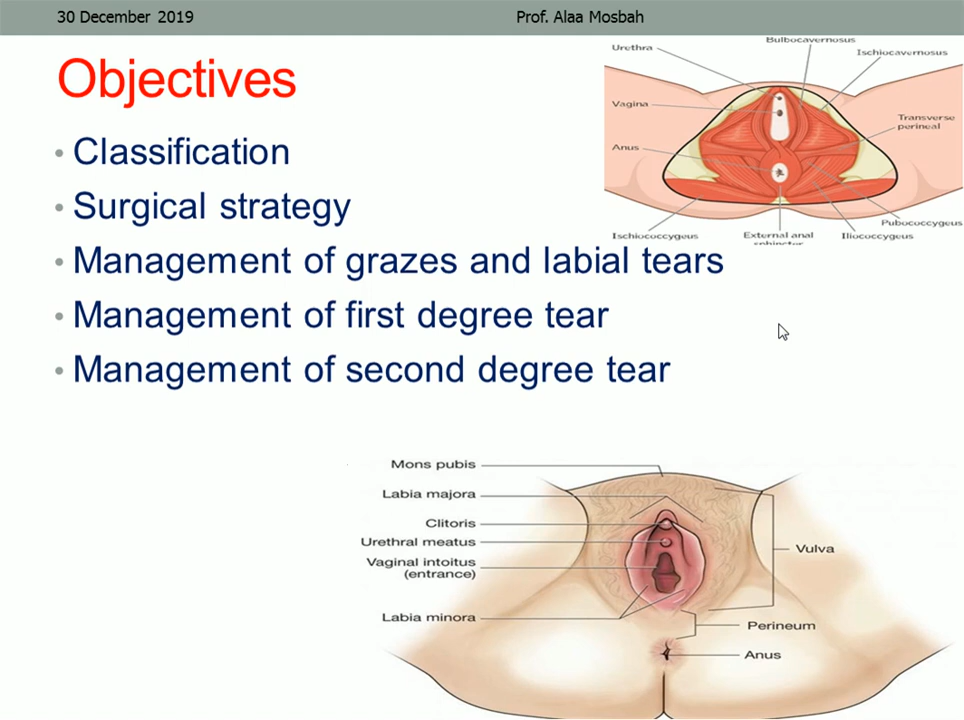 30 December 2019
Prof. Alaa Mosbah
Objectives
• Classification
• Surgical strategy
• Management of grazes and labial tears
• Management of first degree tear
• Management of second degree tear
Bulbocavernosus
Urethra
Ischiocavernosus
Vagina
Transverse
perineal
Anus
Pubococcygeus
Ischiococcygeus
External anal
sphincter
Iliococcygeus
Mons pubis
Labia majora
Clitoris
Urethral meatus
Vulva
Vaginal intoitus
(entrance)
Labia minora
Perineum
Anus